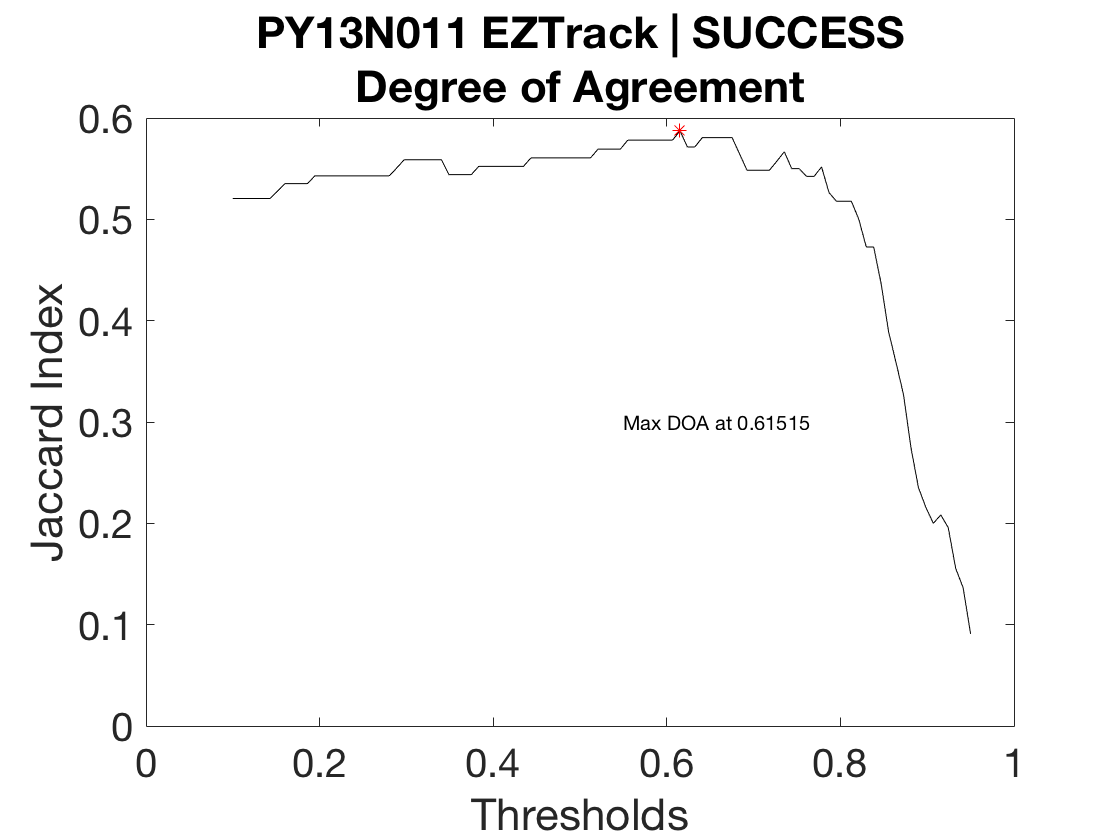 PY13N011 EZTrack | SUCCESS
Degree of Agreement
Jaccard Index
0.6
0.5
0.4
0.3
0.2
0.1
0
Max DOA at 0.61515
0
0.2
0.4
0.6
0.8
1
Thresholds